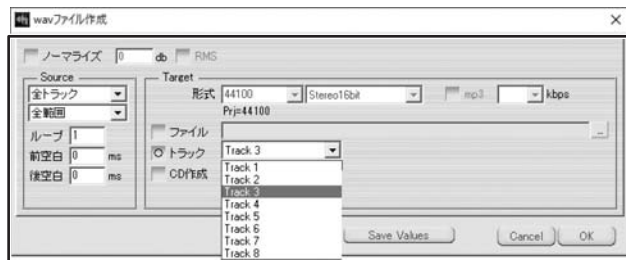 wavファイル作成
ノーマライズ 0 db RMS
Source
全トラック
全範囲
ループ 1
前空白 0 ms
後空白 0 ms
Target
形式 44100 Stereo16bit mp3 kbps
Prj=44100
ファイル ...
トラック Track 3
CD作成
Track 1
Track 2
Track 3
Track 4
Track 5
Track 6
Track 7
Track 8
Save Values Cancel OK